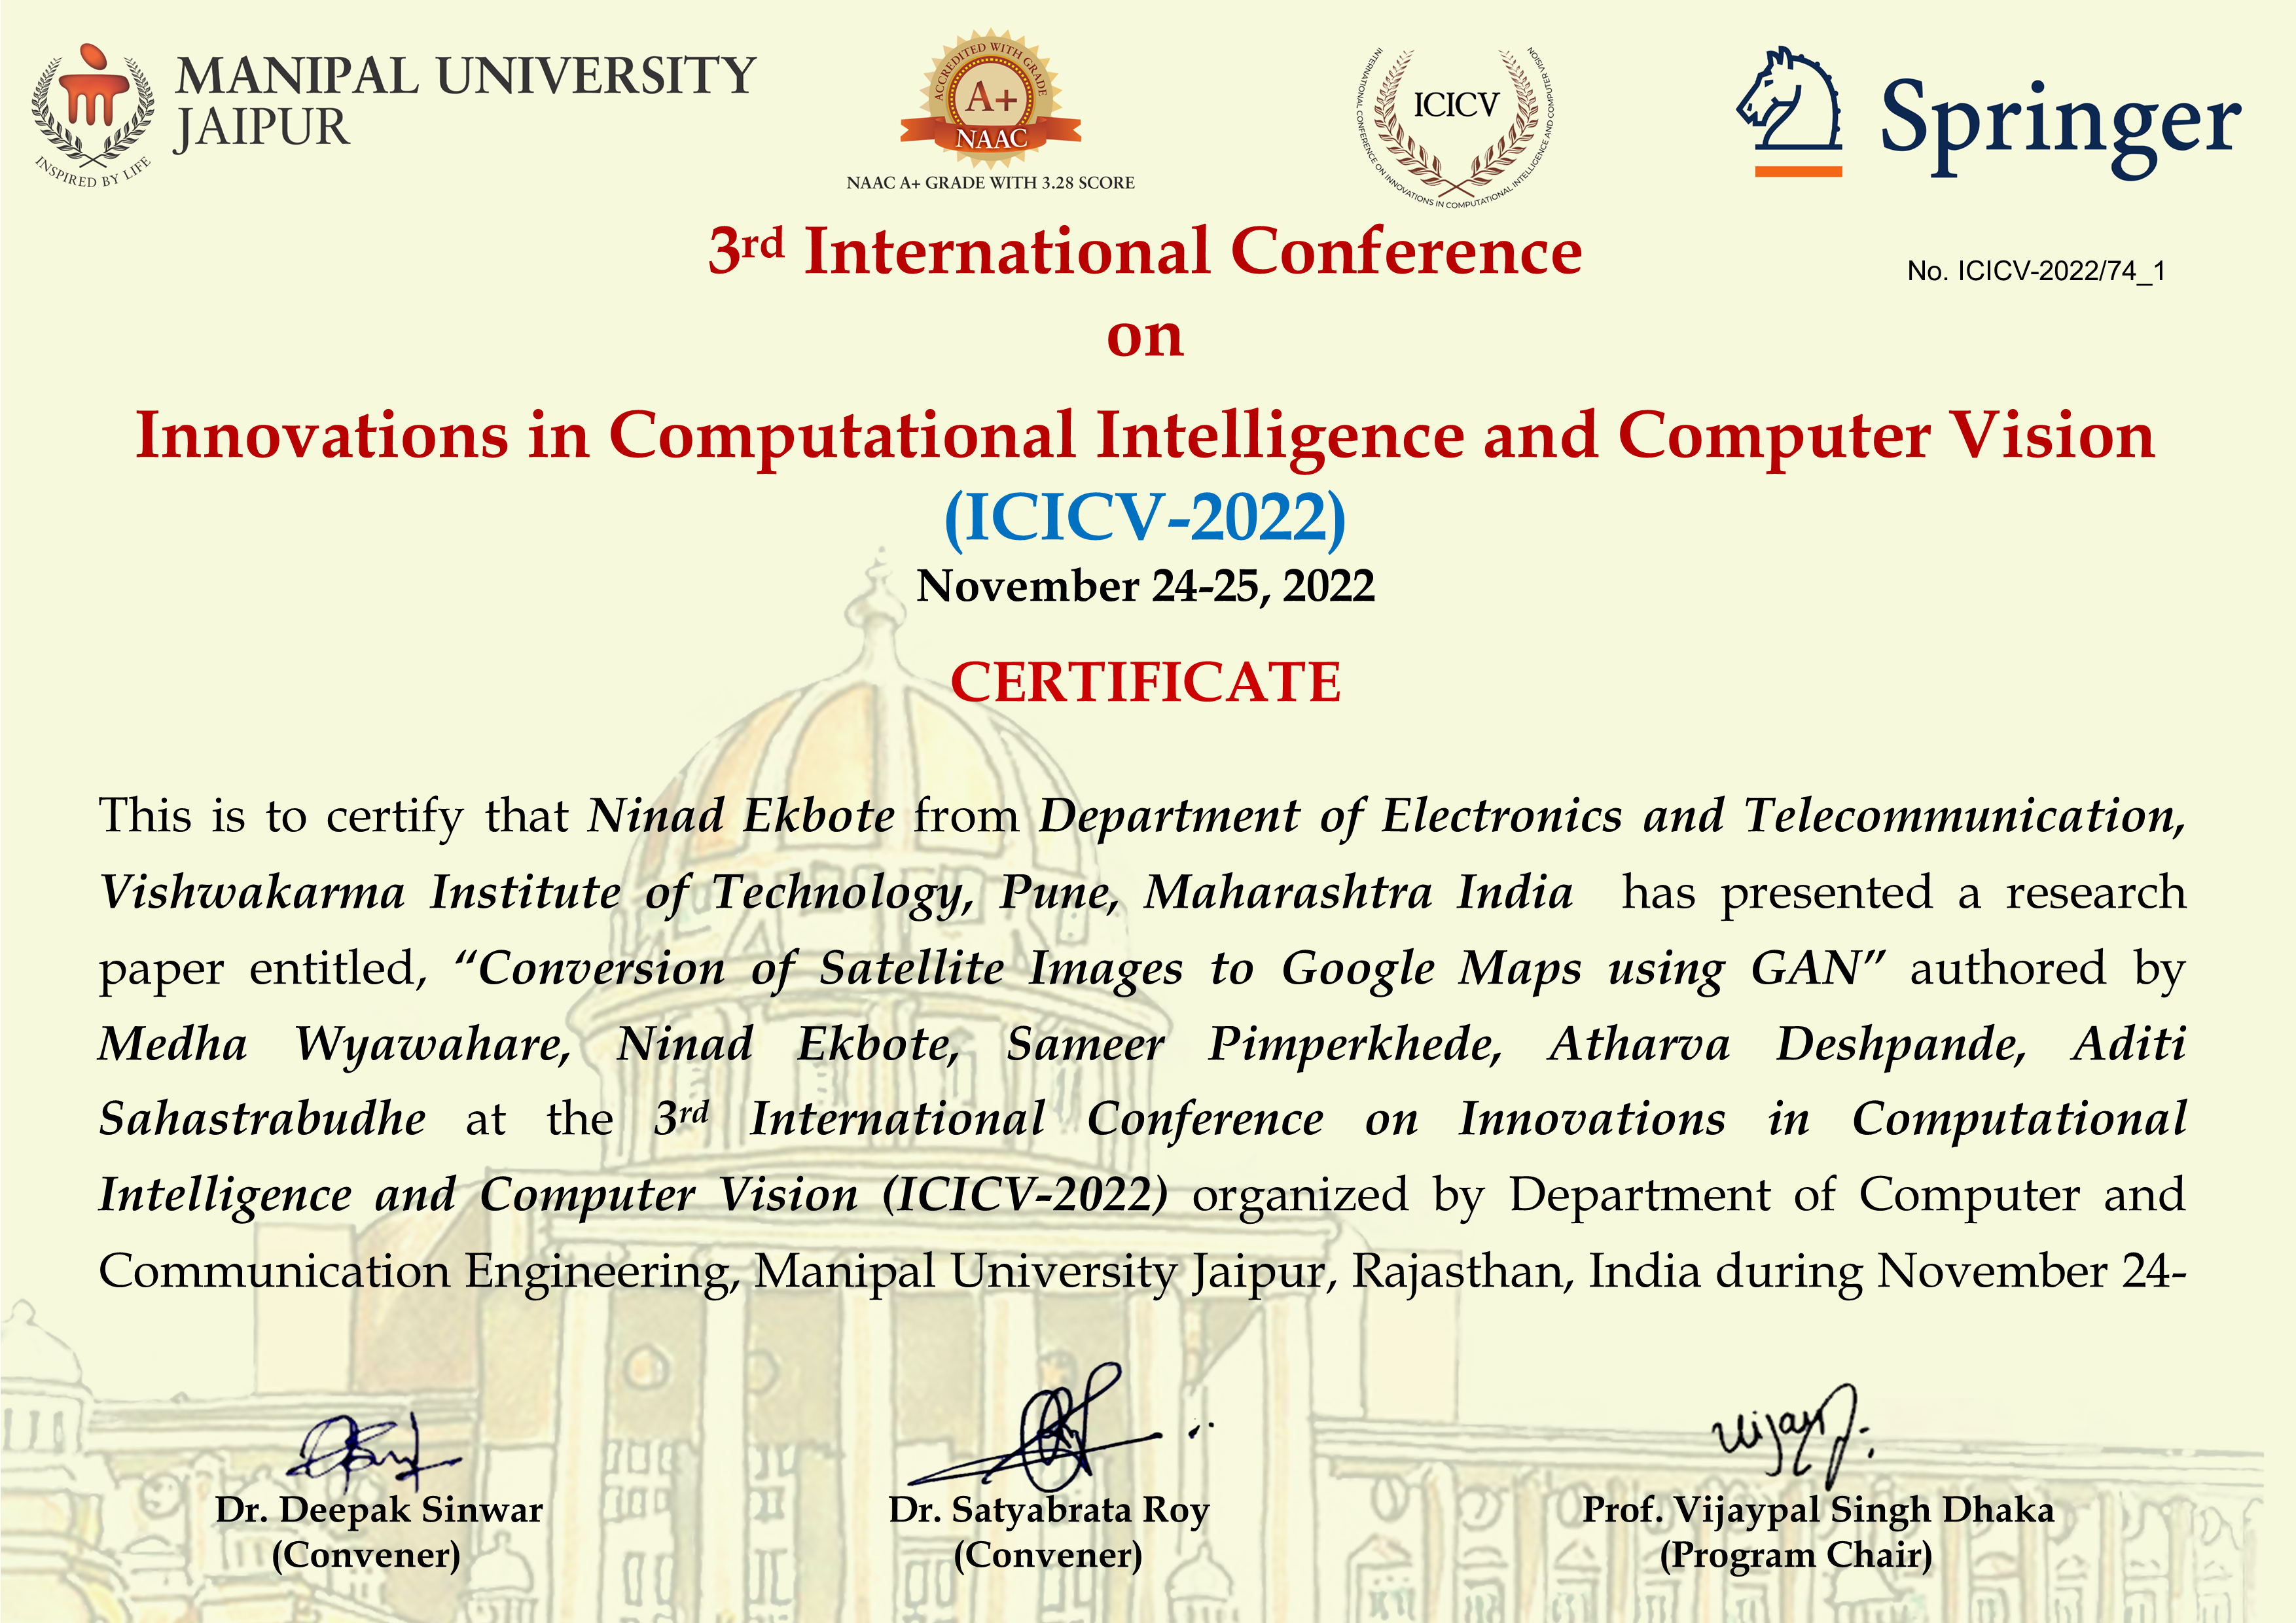 MANIPAL UNIVERSITY
JAIPUR
INSPIRED BY LIFE
ACCREDITED WITH GRADE
A+
NAAC
NAAC A+ GRADE WITH 3.28 SCORE
ICICV
INTERNATIONAL CONFERENCE ON INNOVATIONS IN COMPUTATIONAL INTELLIGENCE AND COMPUTER VISION
Springer
3rd International Conference
No. ICICV-2022/74_1
on
Innovations in Computational Intelligence and Computer Vision
(ICICV-2022)
November 24-25, 2022
CERTIFICATE
This is to certify that Ninad Ekbote from Department of Electronics and Telecommunication,
Vishwakarma Institute of Technology, Pune, Maharashtra India has presented a research
paper entitled, “Conversion of Satellite Images to Google Maps using GAN” authored by
Medha Wyawahare, Ninad Ekbote, Sameer Pimperkhede, Atharva Deshpande, Aditi
Sahastrabudhe at the 3rd International Conference on Innovations in Computational
Intelligence and Computer Vision (ICICV-2022) organized by Department of Computer and
Communication Engineering, Manipal University Jaipur, Rajasthan, India during November 24-
Dr. Deepak Sinwar
(Convener)
Dr. Satyabrata Roy
(Convener)
Prof. Vijaypal Singh Dhaka
(Program Chair)